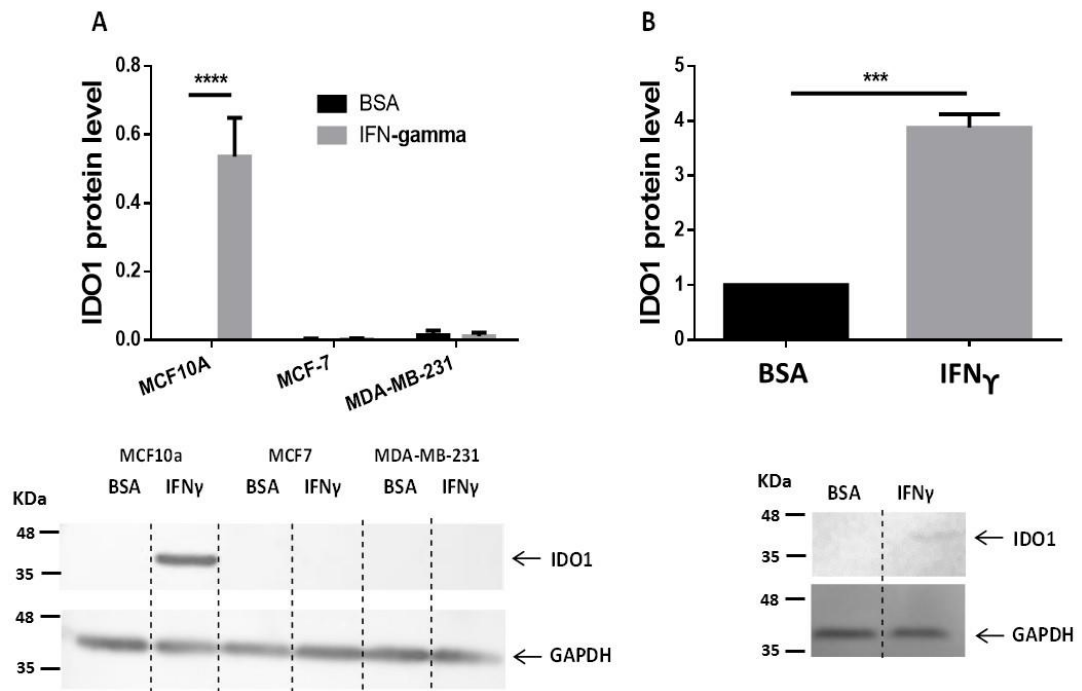 A
IDO1 protein level
0.8
0.6
0.4
0.2
0.0
****
BSA
IFN-gamma
MCF10A
MCF-7
MDA-MB-231
B
IDO1 protein level
5
4
3
2
1
0
***
BSA
IFNγ
MCF10a MCF7 MDA-MB-231
KDa BSA IFNγ BSA IFNγ BSA IFNγ
48
35
IDO1
48
35
GAPDH
KDa BSA IFNγ
48
35
IDO1
48
35
GAPDH